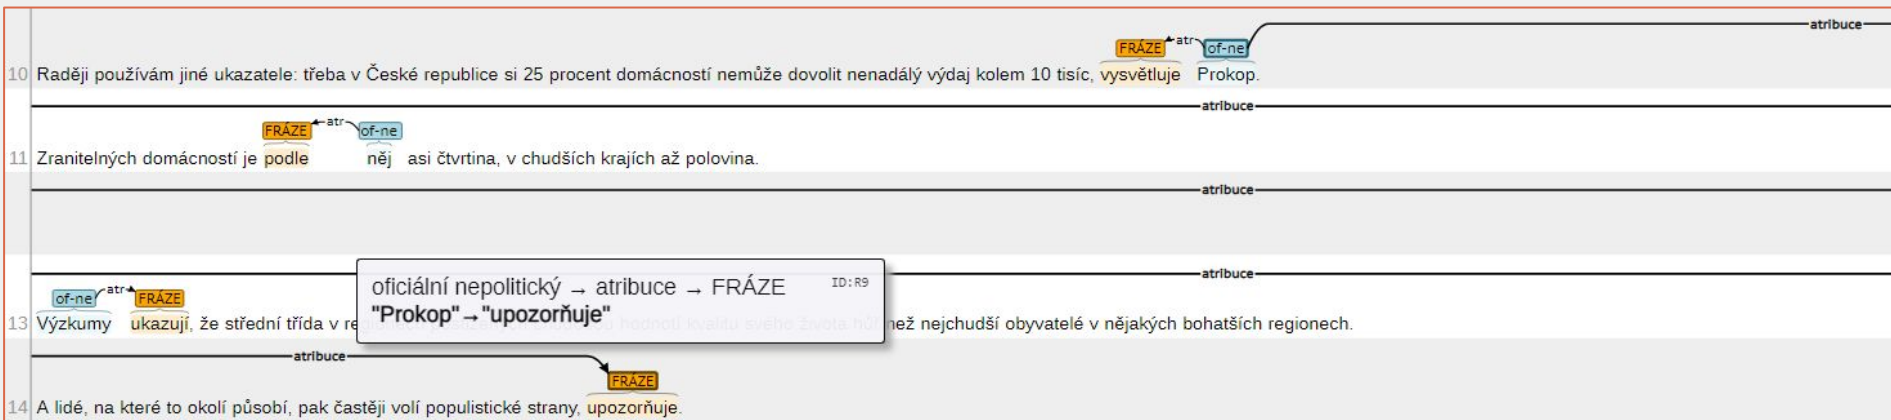 atribuce
FRÁZE atr of-ne
10 Raději používám jiné ukazatele: třeba v České republice si 25 procent domácností nemůže dovolit nenadálý výdaj kolem 10 tisíc, vysvětluje Prokop.
atribuce
FRÁZE atr of-ne
11 Zranitelných domácností je podle něj asi čtvrtina, v chudších krajích až polovina.
atribuce
atribuce
oficiální nepolitický → atribuce → FRÁZE ID:R9
"Prokop"→"upozorňuje"
of-ne atr FRÁZE
13 Výzkumy ukazují, že střední třída v než nejchudší obyvatelé v nějakých bohatších regionech.
atribuce
FRÁZE
14 A lidé, na které to okolí působí, pak častěji volí populistické strany, upozorňuje.